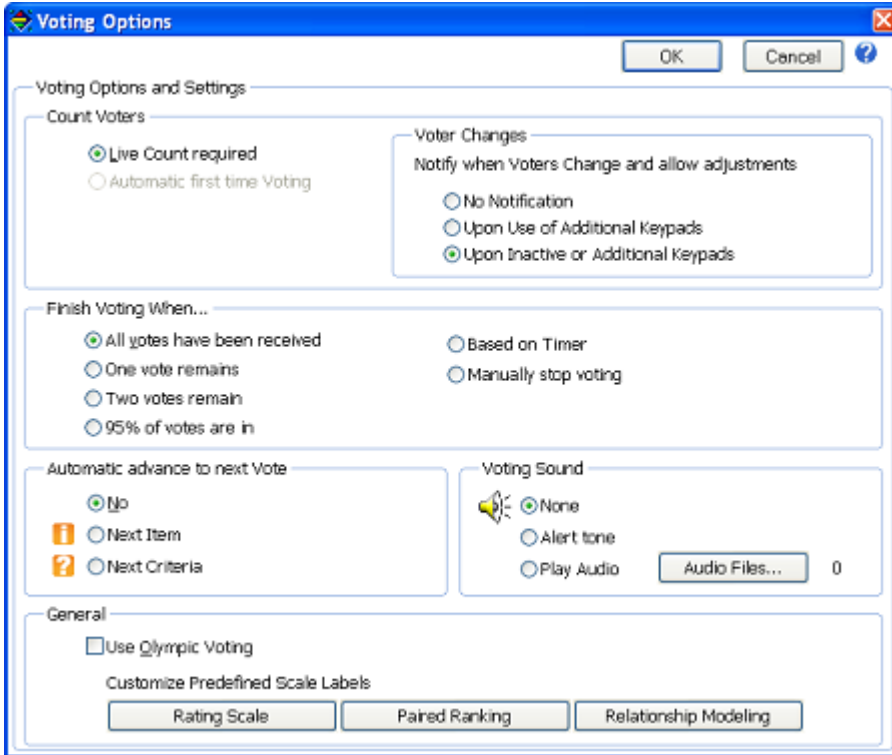 Voting Options
OK Cancel
Voting Options and Settings
Count Voters
Live Count required
Automatic first time Voting
Voter Changes
Notify when Voters Change and allow adjustments
No Notification
Upon Use of Additional Keypads
Upon Inactive or Additional Keypads
Finish Voting When...
All votes have been received
One vote remains
Two votes remain
95% of votes are in
Based on Timer
Manually stop voting
Automatic advance to next Vote
No
Next Item
Next Criteria
Voting Sound
None
Alert tone
Play Audio Audio Files... 0
General
Use Olympic Voting
Customize Predefined Scale Labels
Rating Scale Paired Ranking Relationship Modeling